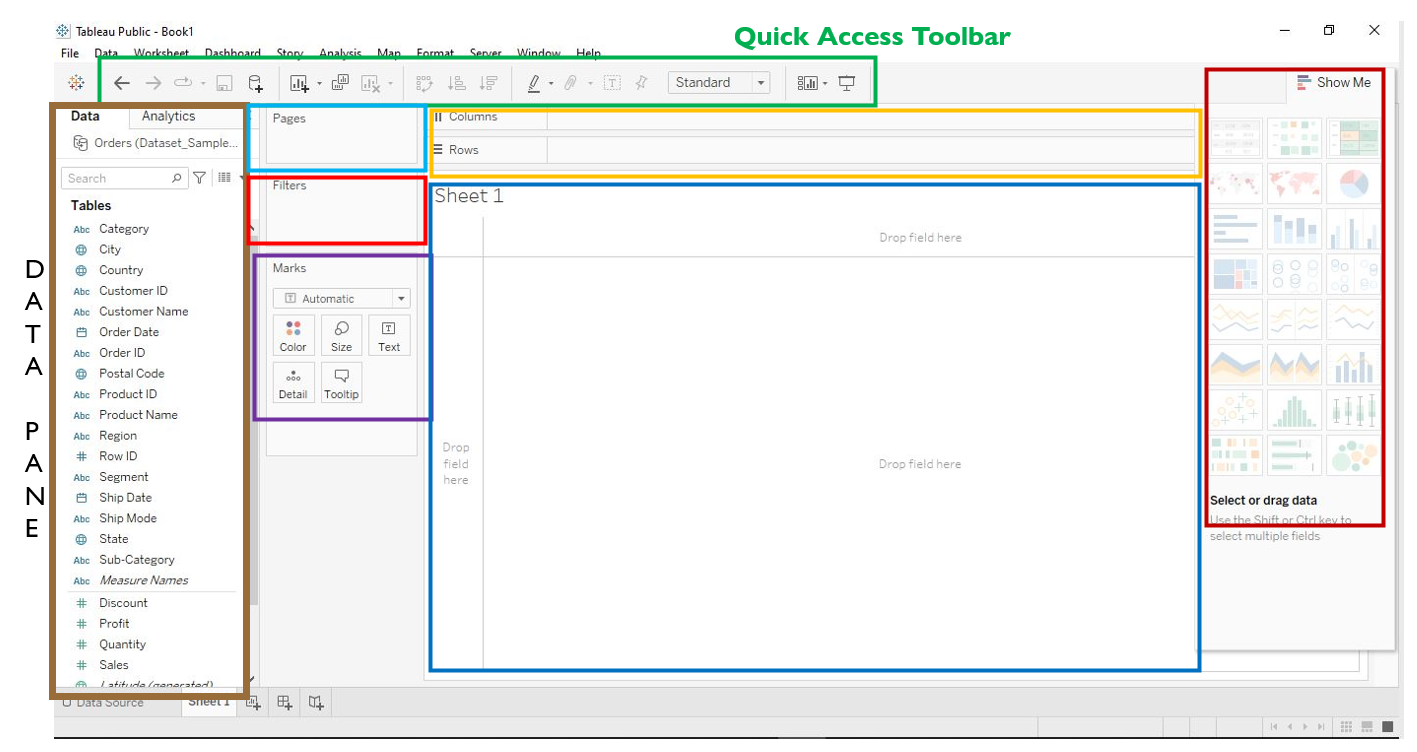 Tableau Public - Book1
Quick Access Toolbar
File Data Worksheet Dashboard Story Analysis Map Format Server Window Help
Standard
Show Me
Data Analytics
Pages
Columns
Orders (Dataset_Sample...
Rows
Search
Filters
Sheet 1
Tables
Abc Category
Drop field here
City
Country
Marks
Abc Customer ID
Automatic
Abc Customer Name
Order Date
Color Size Text
Abc Order ID
Postal Code
Abc Product ID
Detail Tooltip
Abc Product Name
Abc Region
# Row ID
Abc Segment
Ship Date
Abc Ship Mode
State
Abc Sub-Category
Abc Measure Names
# Discount
# Profit
# Quantity
# Sales
Latitude (generated)
DATA PANE
Drop
field
here
Drop field here
Select or drag data
Use the Shift or Ctrl key to
select multiple fields
Data Source Sheet 1